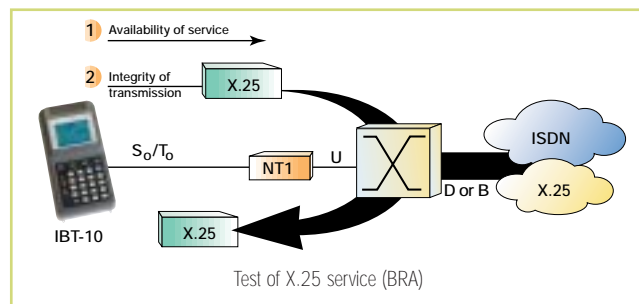 1 Availability of service
2 Integrity of
transmission
X.25
S₀/T₀
NT1
U
ISDN
D or B
X.25
X.25
IBT-10
Test of X.25 service (BRA)